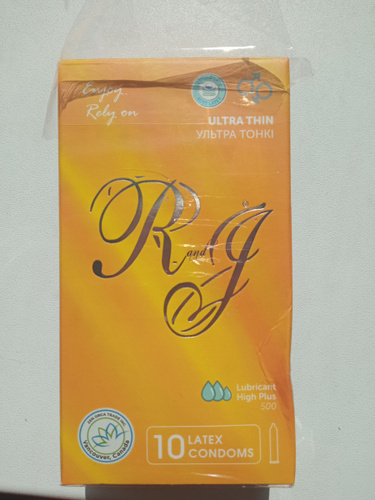 Enjoy
Rely on
ULTRA THIN
УЛЬТРА ТОНКІ
R and J
Lubricant
High Plus
500
Vancouver, Canada
10 LATEX
CONDOMS